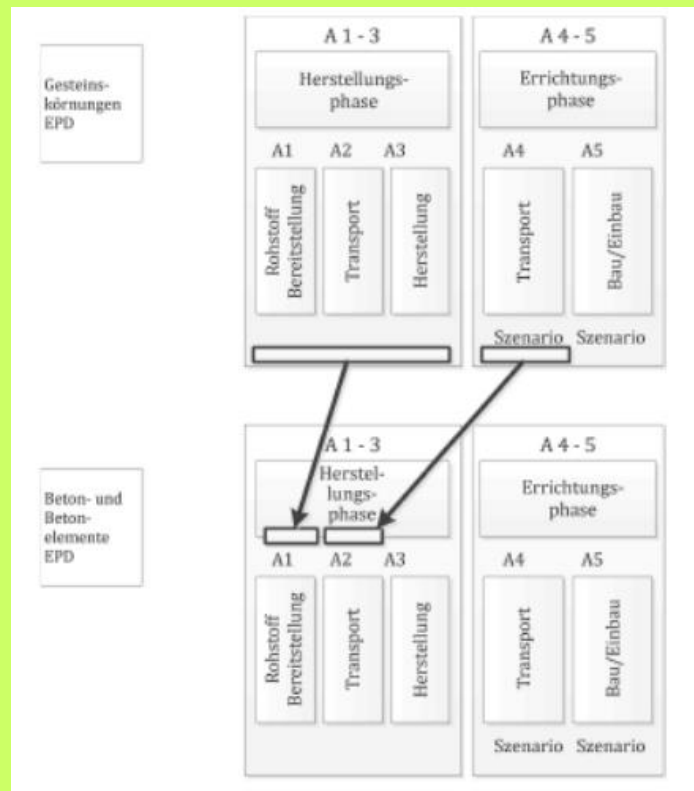 Gesteins-
körnungen
EPD
A 1 - 3
Herstellungs-
phase
A1 A2 A3
Rohstoff
Bereitstellung
Transport
Herstellung
A 4 - 5
Errichtungs-
phase
A4 A5
Transport
Bau/Einbau
Szenario Szenario
Beton- und
Beton-
elemente
EPD
A 1 - 3
Herstel-
lungs-
phase
A1 A2 A3
Rohstoff
Bereitstellung
Transport
Herstellung
A 4 - 5
Errichtungs-
phase
A4 A5
Transport
Bau/Einbau
Szenario Szenario